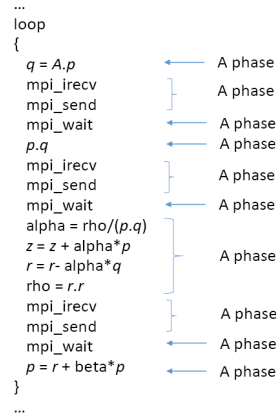 ...
loop
{
q = A.p A phase
mpi_irecv
mpi_send A phase
mpi_wait A phase
p.q A phase
mpi_irecv
mpi_send A phase
mpi_wait A phase
alpha = rho/(p.q)
z = z + alpha*p
r = r- alpha*q A phase
rho = r.r
mpi_irecv
mpi_send A phase
mpi_wait A phase
p = r + beta*p A phase
}
...